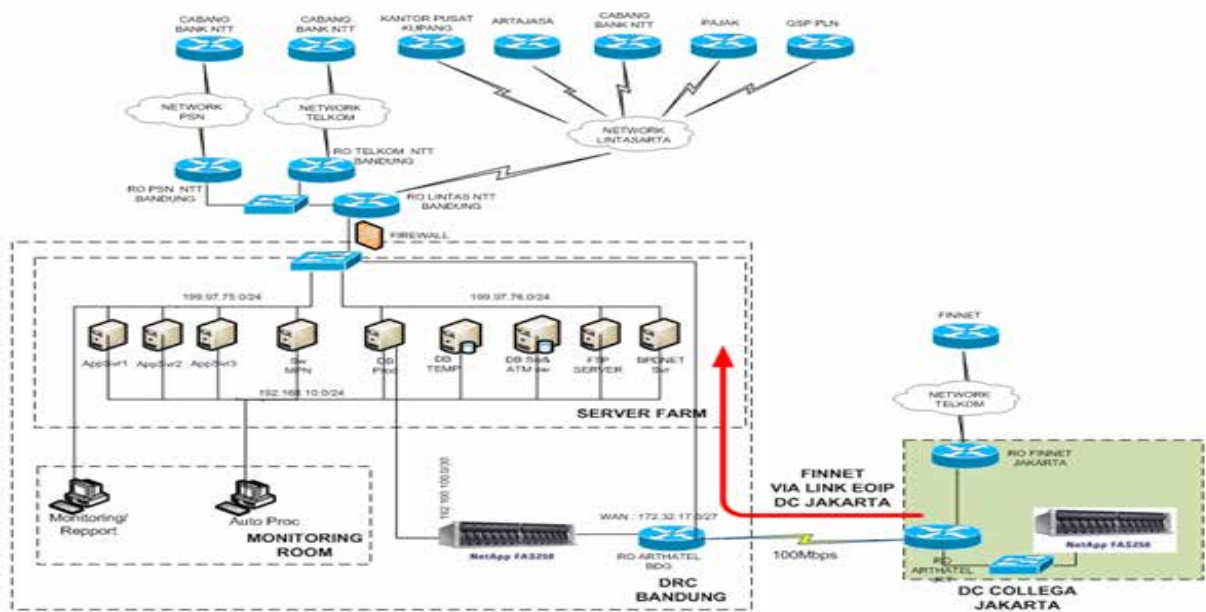 CABANG
BANK NTT
CABANG
BANK NTT
KANTOR PUSAT
KUPANG
ARTAJASA
CABANG
BANK NTT
PAJAK
GSP PLN
NETWORK
PSN
NETWORK
TELKOM
NETWORK
LINTASARTA
RO TELKOM NTT
BANDUNG
RO PSN NTT
BANDUNG
RO LINTAS NTT
BANDUNG
FIREWALL
199.97.75.0/24
199.97.76.0/24
AppSvr1
AppSvr2
AppSvr3
Sw
MPN
DB
Proc
DB
TEMP
DB
ATM sw
FTP
SERVER
BPDNET
Svr
192.168.10.0/24
SERVER FARM
FINNET
NETWORK
TELKOM
RO FINNET
JAKARTA
FINNET
VIA LINK EOIP
DC JAKARTA
Monitoring/
Repport
Auto Proc
MONITORING
ROOM
NetApp FAS250
WAN : 172.32.17.0/27
RO ARTHATEL
BDG
100Mbps
RO
ARTHATEL
NetApp FAS250
DRC
BANDUNG
DC COLLEGA
JAKARTA